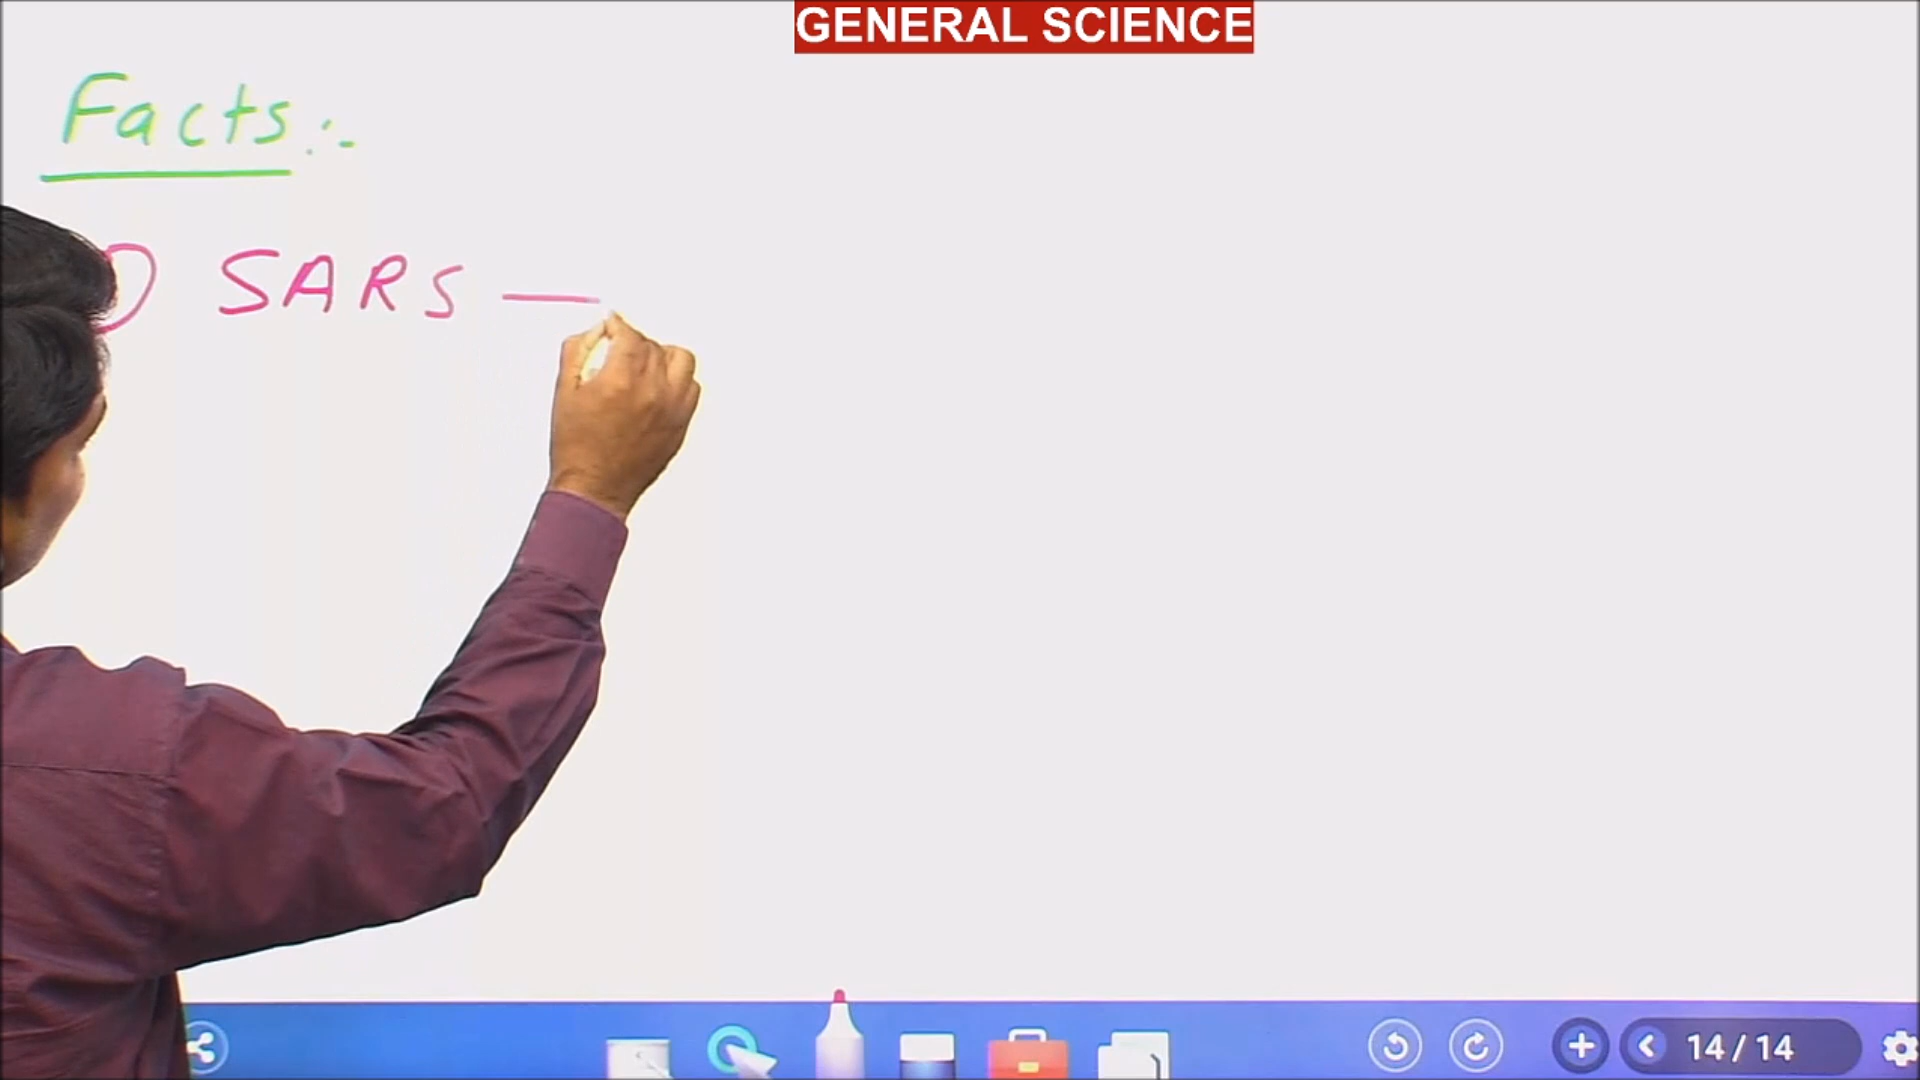 GENERAL SCIENCE
Facts :-
SARS —
14 / 14